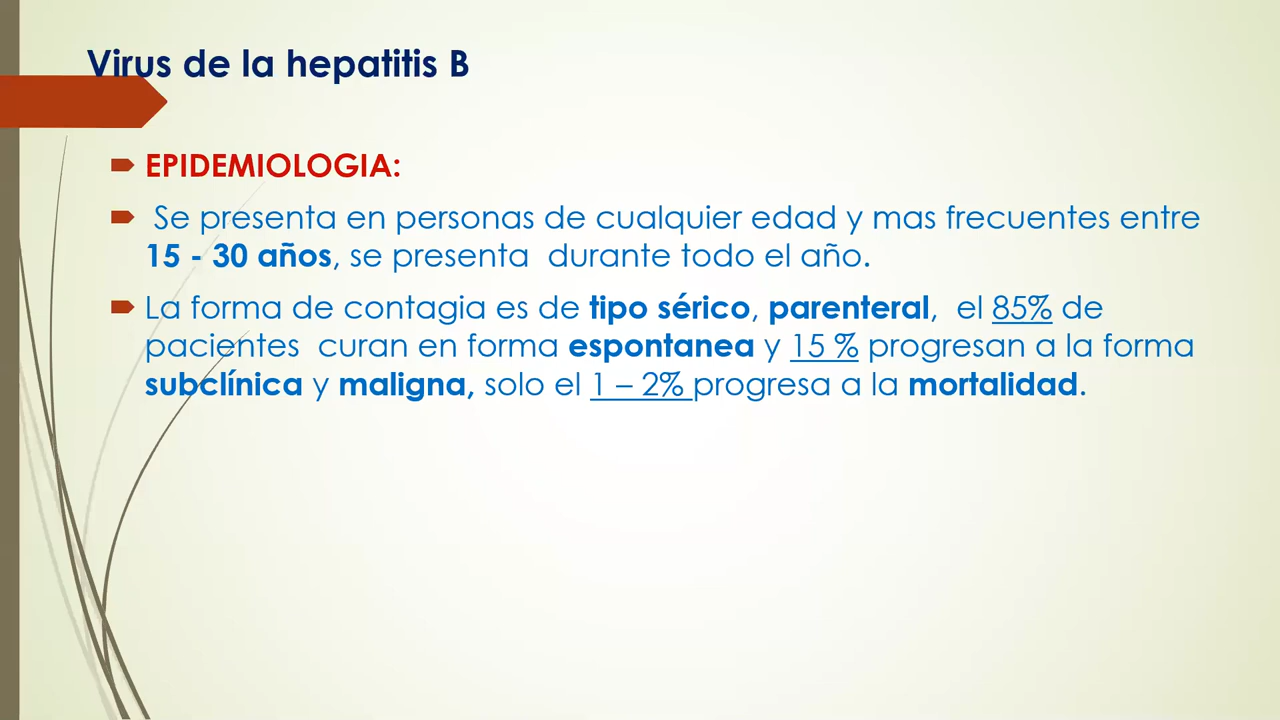 Virus de la hepatitis B
EPIDEMIOLOGIA:
Se presenta en personas de cualquier edad y mas frecuentes entre
15 - 30 años, se presenta durante todo el año.
La forma de contagia es de tipo sérico, parenteral, el 85% de
pacientes curan en forma espontanea y 15 % progresan a la forma
subclínica y maligna, solo el 1 – 2% progresa a la mortalidad.